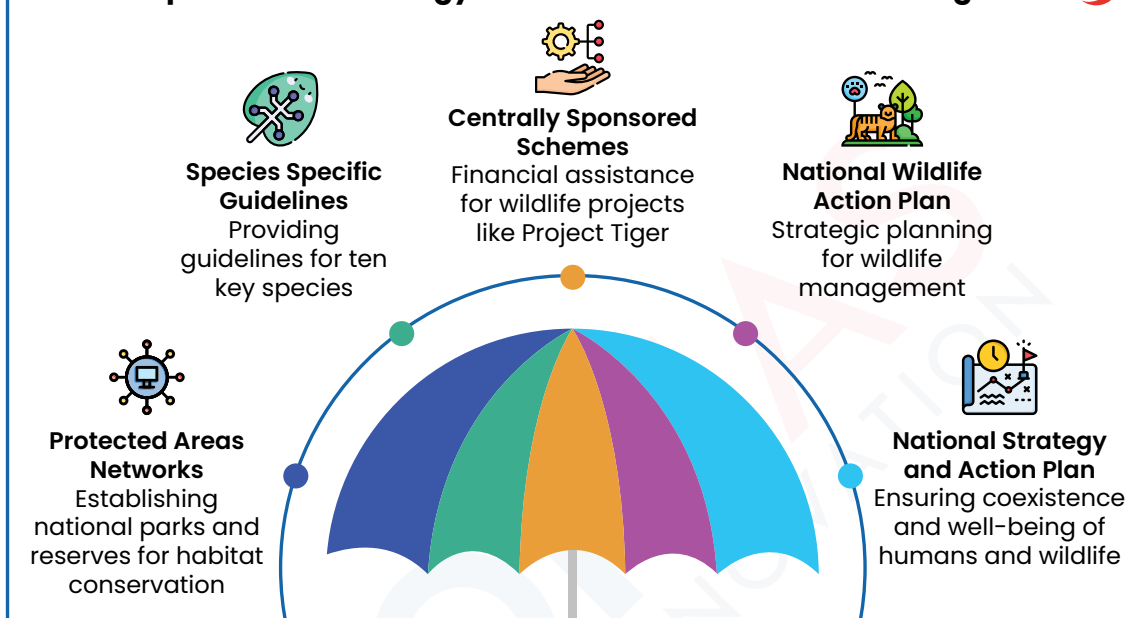 Centrally Sponsored
Schemes
Financial assistance
for wildlife projects
like Project Tiger
Species Specific
Guidelines
Providing
guidelines for ten
key species
National Wildlife
Action Plan
Strategic planning
for wildlife
management
Protected Areas
Networks
Establishing
national parks and
reserves for habitat
conservation
National Strategy
and Action Plan
Ensuring coexistence
and well-being of
humans and wildlife